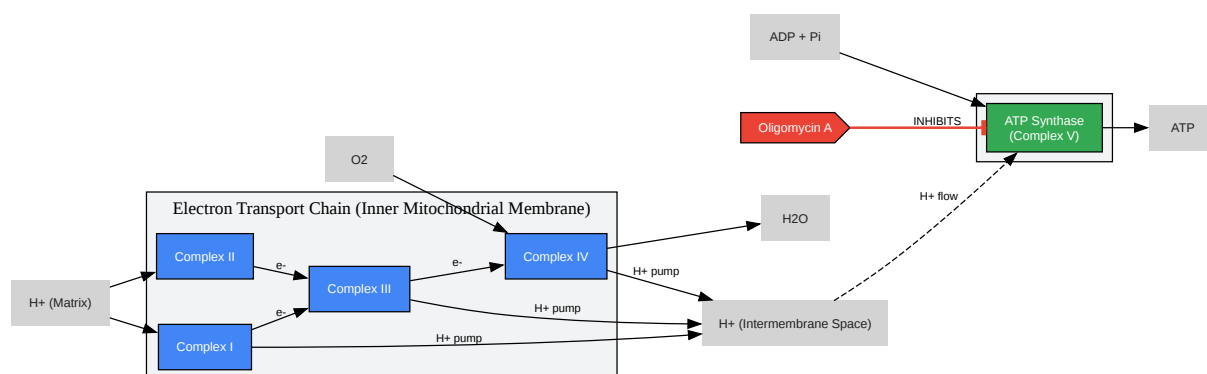 ADP + Pi
Oligomycin A
INHIBITS
ATP Synthase
(Complex V)
ATP
O2
H+ flow
Electron Transport Chain (Inner Mitochondrial Membrane)
H2O
Complex II
e-
e-
Complex IV
H+ pump
Complex III
H+ (Matrix)
e-
H+ pump
H+ (Intermembrane Space)
Complex I
H+ pump